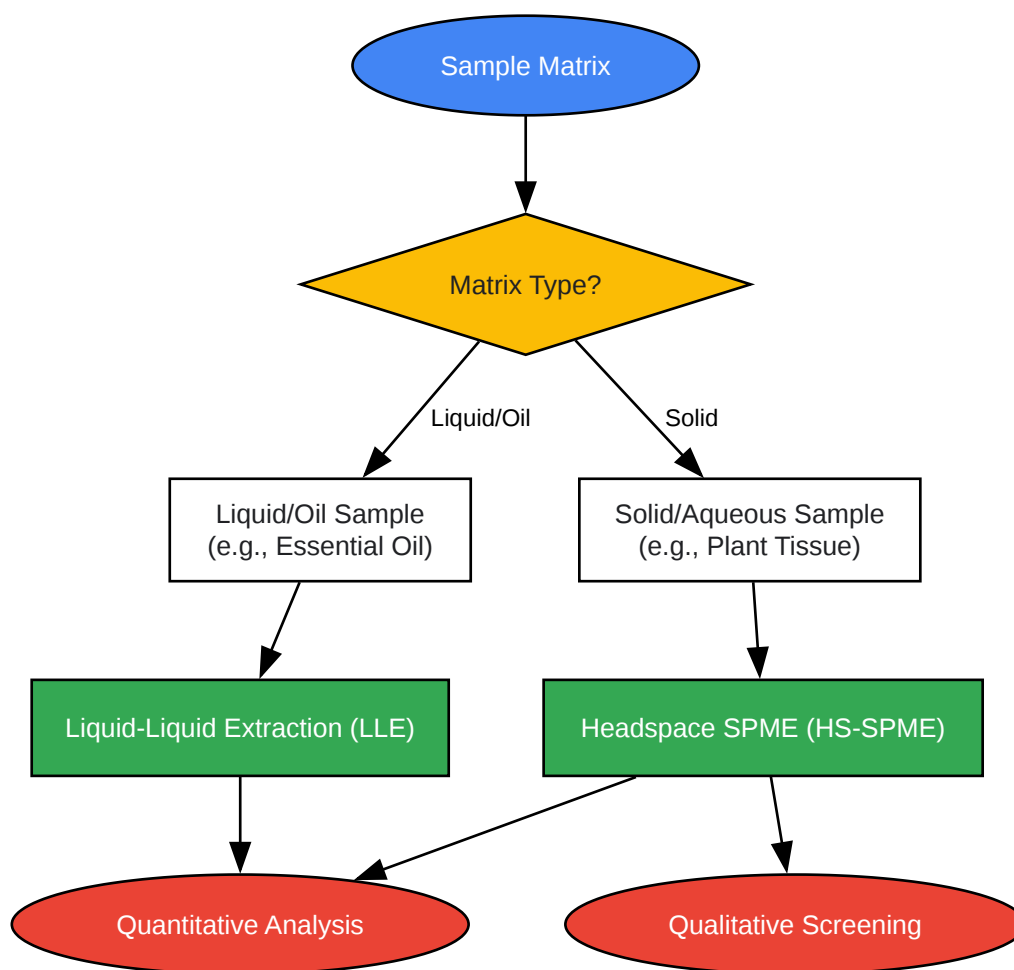 Sample Matrix
Matrix Type?
Liquid/Oil
Solid
Liquid/Oil Sample
(e.g., Essential Oil)
Solid/Aqueous Sample
(e.g., Plant Tissue)
Liquid-Liquid Extraction (LLE)
Headspace SPME (HS-SPME)
Quantitative Analysis
Qualitative Screening